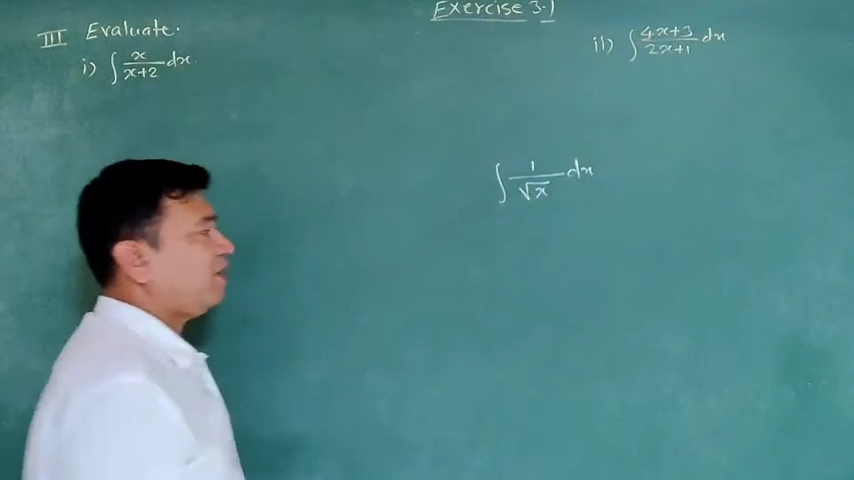 Exercise 3.1
III Evaluate.
i) ∫ x/(x+2) dx.
ii) ∫ (4x+3)/(2x+1) dx
∫ 1/√x dx